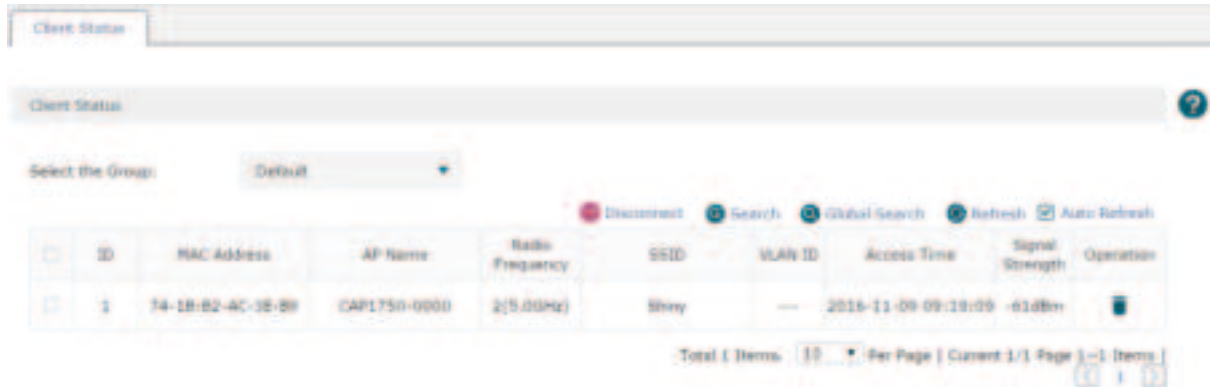 Client Status
Client Status
?
Select the Group: Default
Disconnect Search Global Search Refresh Auto Refresh
ID MAC Address AP Name Radio Frequency SSID VLAN ID Access Time Signal Strength Operation
1 74-1B-B2-AC-3E-B9 CAP1750-0000 2(5.0GHz) Shiny --- 2016-11-09 09:19:09 -61dBm
Total 1 Items. 10 Per Page | Current 1/1 Page 1~1 Items |
1